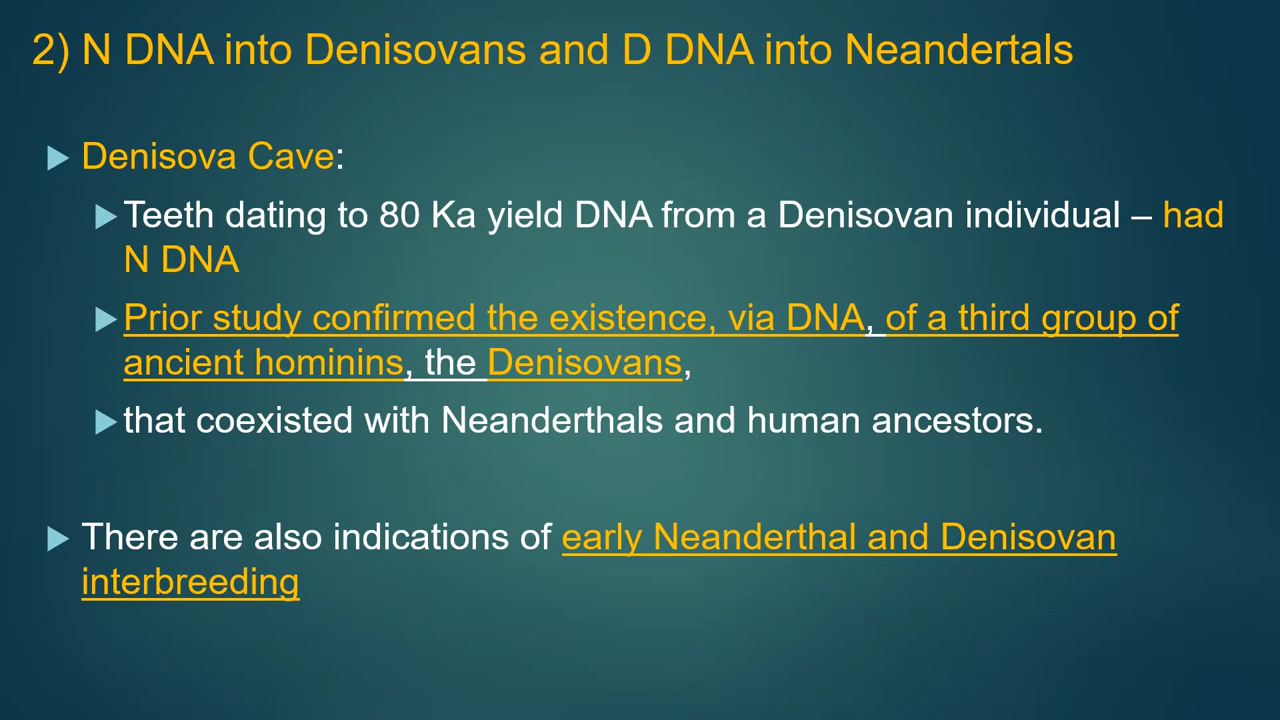 2) N DNA into Denisovans and D DNA into Neandertals
Denisova Cave:
Teeth dating to 80 Ka yield DNA from a Denisovan individual – had
N DNA
Prior study confirmed the existence, via DNA, of a third group of
ancient hominins, the Denisovans,
that coexisted with Neanderthals and human ancestors.
There are also indications of early Neanderthal and Denisovan
interbreeding